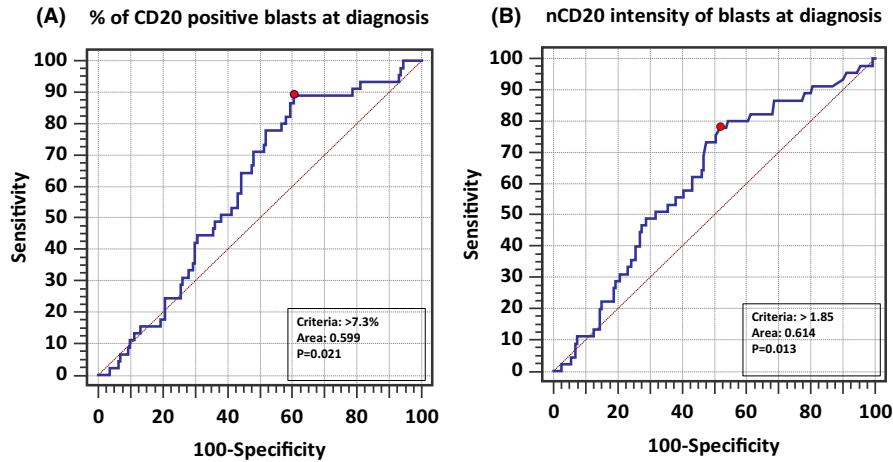 (A) % of CD20 positive blasts at diagnosis
100
90
80
70
60
50
40
30
20
10
0
Sensitivity
Criteria: >7.3%
Area: 0.599
P=0.021
0 20 40 60 80 100
100-Specificity
(B) nCD20 intensity of blasts at diagnosis
100
90
80
70
60
50
40
30
20
10
0
Sensitivity
Criteria: > 1.85
Area: 0.614
P=0.013
0 20 40 60 80 100
100-Specificity